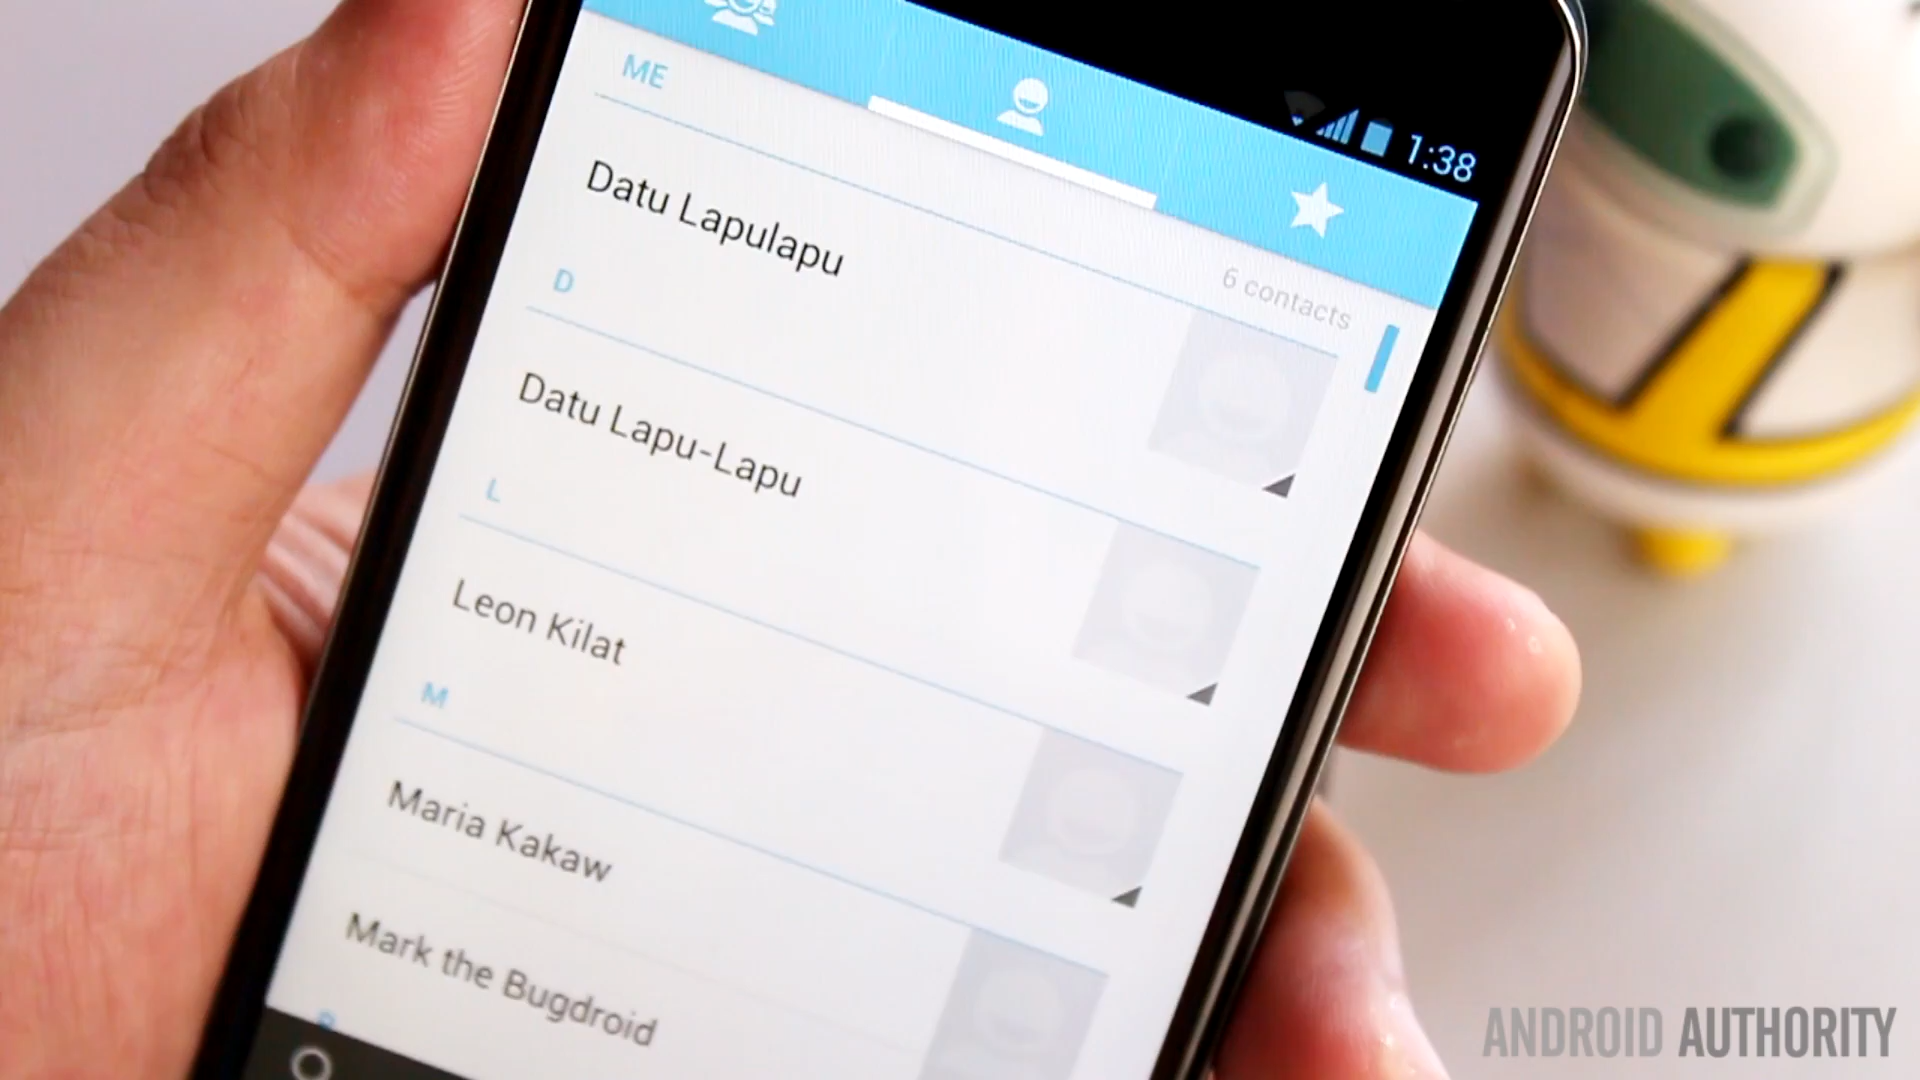 1:38
ME
6 contacts
Datu Lapulapu
D
Datu Lapu-Lapu
L
Leon Kilat
M
Maria Kakaw
Mark the Bugdroid
ANDROID AUTHORITY